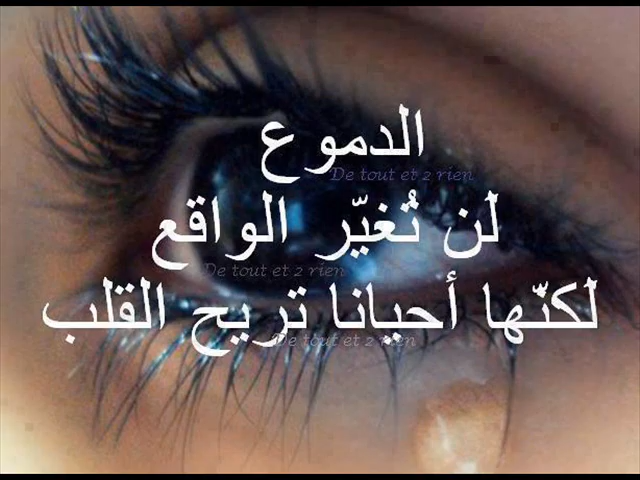 الدموع
De tout et 2 rien
لن تُغيّر الواقع
De tout et 2 rien
لكنّها أحيانا تريح القلب
De tout et 2 rien